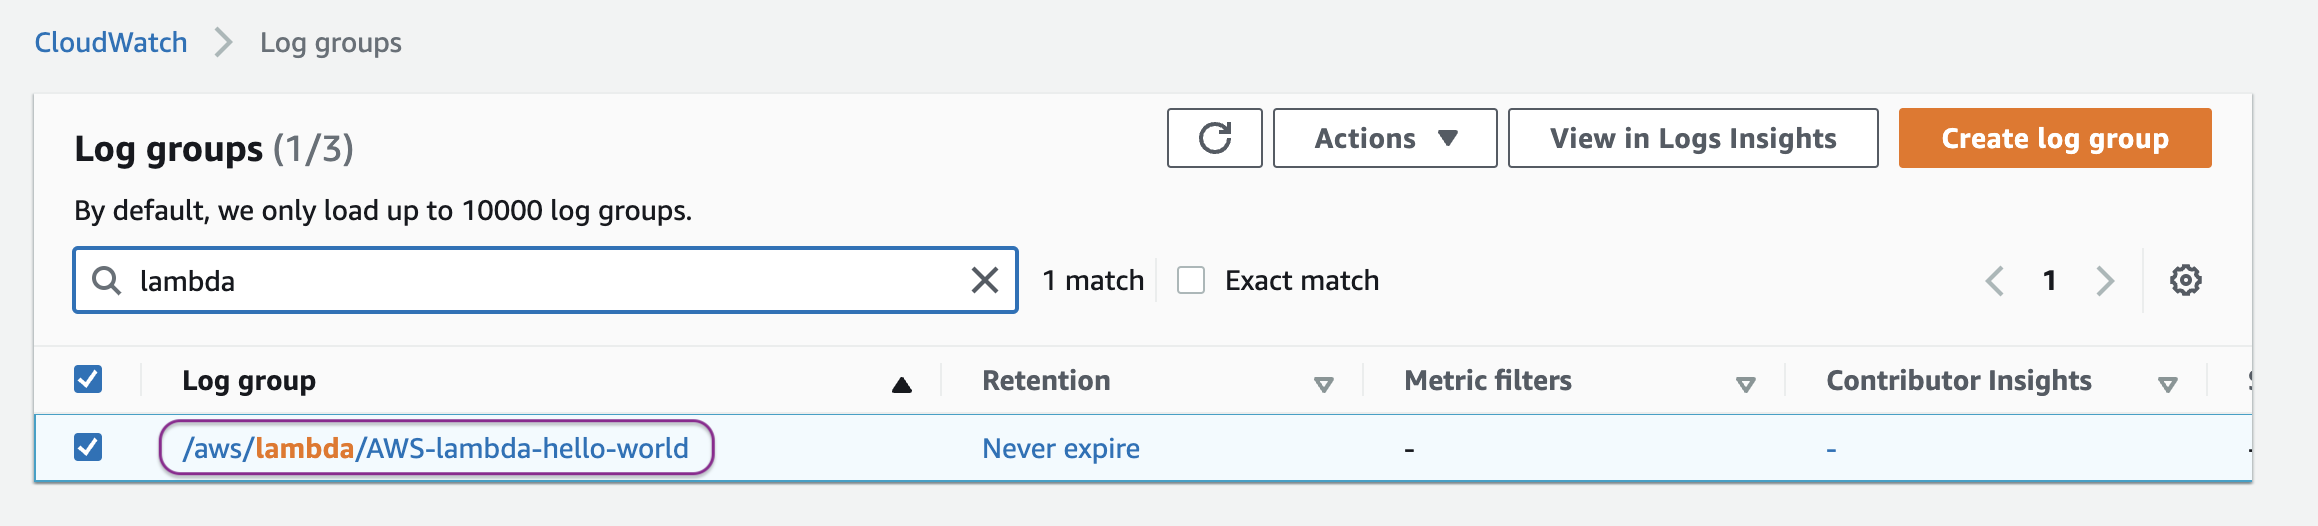 CloudWatch > Log groups
Log groups (1/3)
Actions ▼ View in Logs Insights Create log group
By default, we only load up to 10000 log groups.
lambda 1 match Exact match 1
Log group Retention Metric filters Contributor Insights
/aws/lambda/AWS-lambda-hello-world Never expire - -